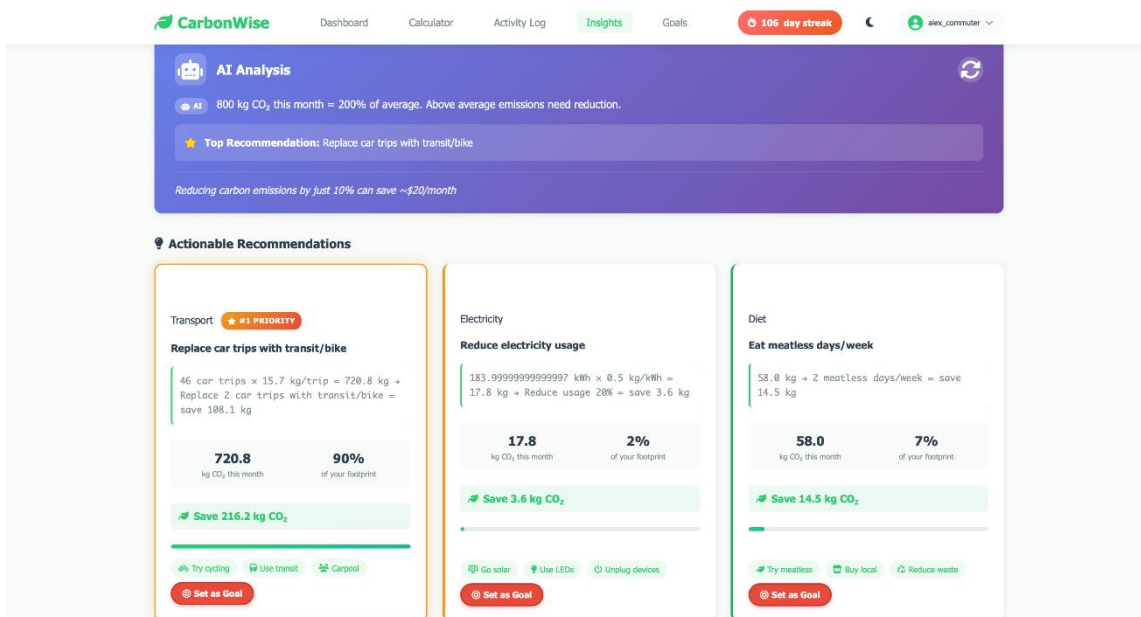 CarbonWise
Dashboard
Calculator
Activity Log
Insights
Goals
106 day streak
alex_commuter
AI Analysis
AI 800 kg CO₂ this month = 200% of average. Above average emissions need reduction.
Top Recommendation: Replace car trips with transit/bike
Reducing carbon emissions by just 10% can save ~$20/month
Actionable Recommendations
Transport
#1 PRIORITY
Replace car trips with transit/bike
46 car trips × 15.7 kg/trip = 720.8 kg →
Replace 2 car trips with transit/bike =
save 108.1 kg
720.8
kg CO₂ this month
90%
of your footprint
Save 216.2 kg CO₂
Try cycling
Use transit
Carpool
Set as Goal
Electricity
Reduce electricity usage
183.99999999999997 kWh × 0.5 kg/kWh =
17.8 kg → Reduce usage 20% = save 3.6 kg
17.8
kg CO₂ this month
2%
of your footprint
Save 3.6 kg CO₂
Go solar
Use LEDs
Unplug devices
Set as Goal
Diet
Eat meatless days/week
58.0 kg → 2 meatless days/week = save
14.5 kg
58.0
kg CO₂ this month
7%
of your footprint
Save 14.5 kg CO₂
Try meatless
Buy local
Reduce waste
Set as Goal